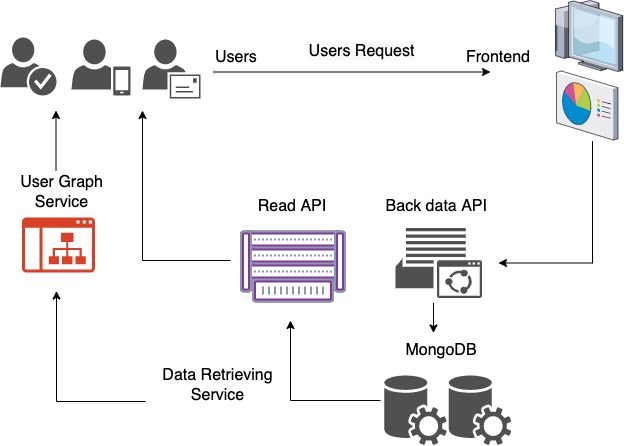 Users
Users Request
Frontend
User Graph
Service
Read API
Back data API
MongoDB
Data Retrieving
Service